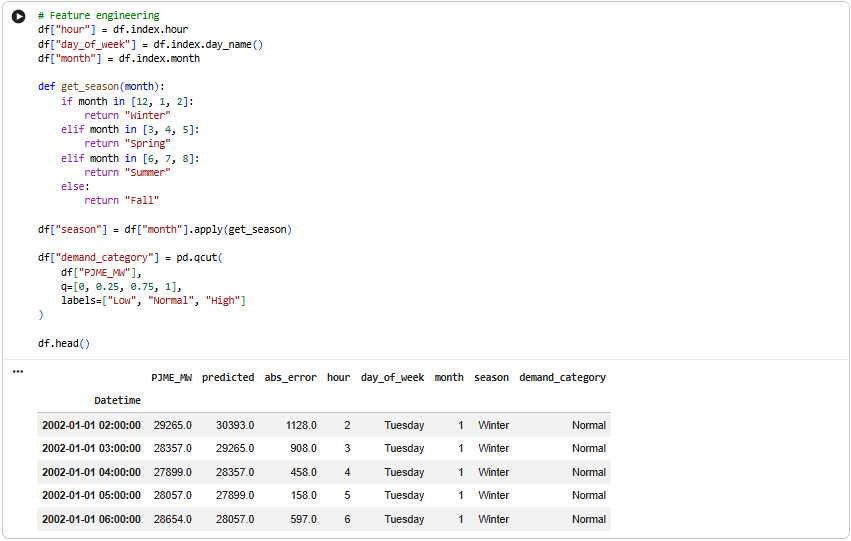 # Feature engineering
df["hour"] = df.index.hour
df["day_of_week"] = df.index.day_name()
df["month"] = df.index.month

def get_season(month):
    if month in [12, 1, 2]:
        return "Winter"
    elif month in [3, 4, 5]:
        return "Spring"
    elif month in [6, 7, 8]:
        return "Summer"
    else:
        return "Fall"

df["season"] = df["month"].apply(get_season)

df["demand_category"] = pd.qcut(
    df["PJME_MW"],
    q=[0, 0.25, 0.75, 1],
    labels=["Low", "Normal", "High"]
)

df.head()
PJME_MW predicted abs_error hour day_of_week month season demand_category
Datetime
2002-01-01 02:00:00 29265.0 30393.0 1128.0 2 Tuesday 1 Winter Normal
2002-01-01 03:00:00 28357.0 29265.0 908.0 3 Tuesday 1 Winter Normal
2002-01-01 04:00:00 27899.0 28357.0 458.0 4 Tuesday 1 Winter Normal
2002-01-01 05:00:00 28057.0 27899.0 158.0 5 Tuesday 1 Winter Normal
2002-01-01 06:00:00 28654.0 28057.0 597.0 6 Tuesday 1 Winter Normal